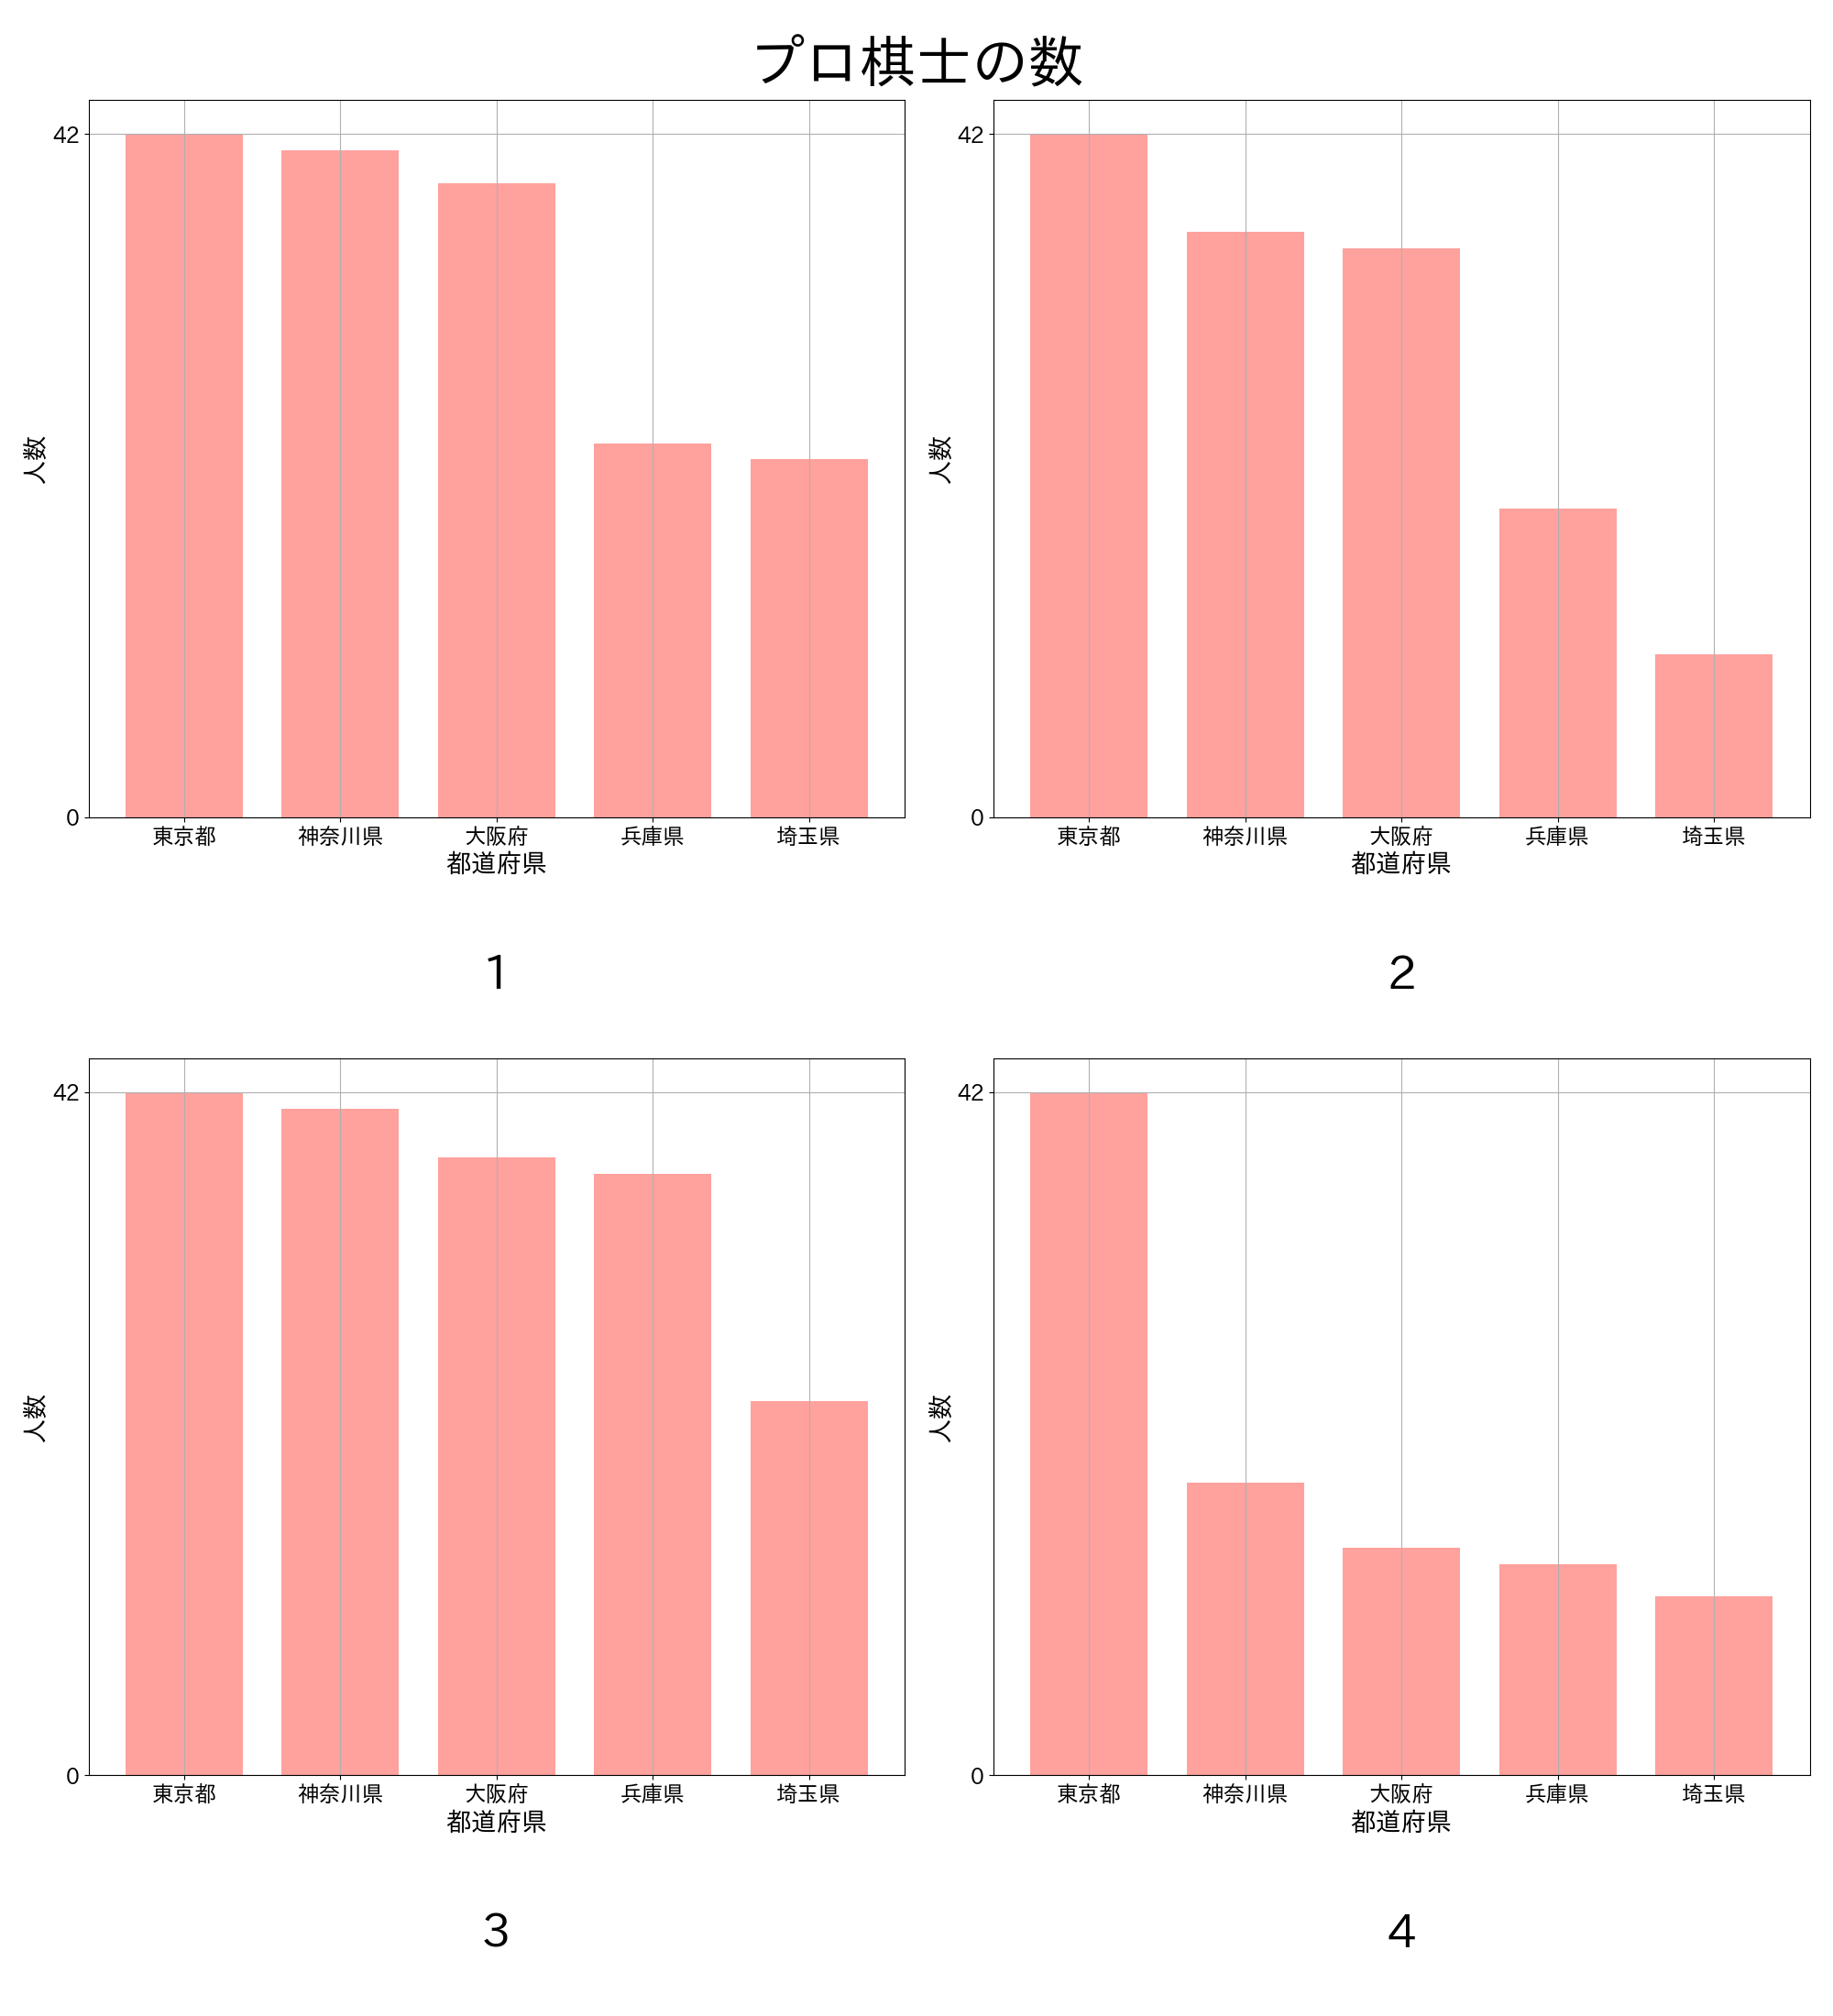 プロ棋士の数
42
0
人数
東京都 神奈川県 大阪府 兵庫県 埼玉県
都道府県
1
42
0
人数
東京都 神奈川県 大阪府 兵庫県 埼玉県
都道府県
2
42
0
人数
東京都 神奈川県 大阪府 兵庫県 埼玉県
都道府県
3
42
0
人数
東京都 神奈川県 大阪府 兵庫県 埼玉県
都道府県
4